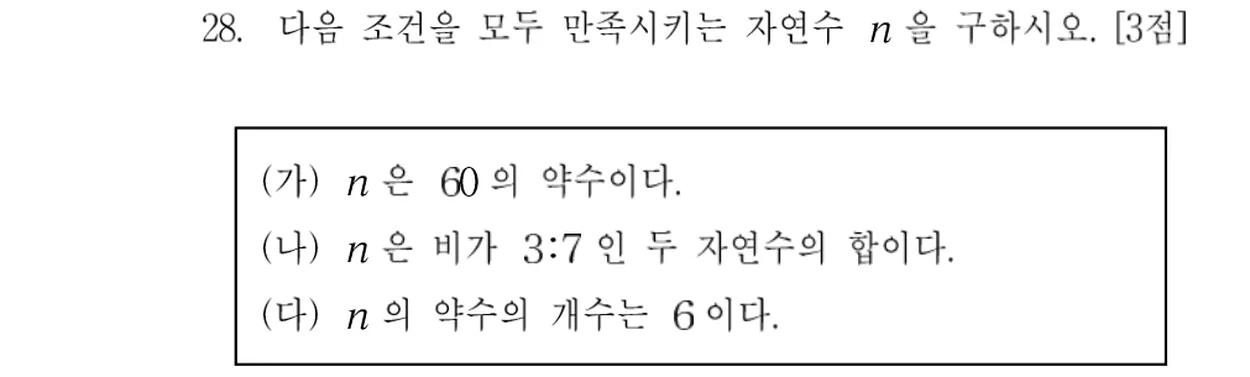 28. 다음 조건을 모두 만족시키는 자연수 n을 구하시오. [3점]
(가) n은 60의 약수이다.
(나) n은 비가 3:7인 두 자연수의 합이다.
(다) n의 약수의 개수는 6이다.